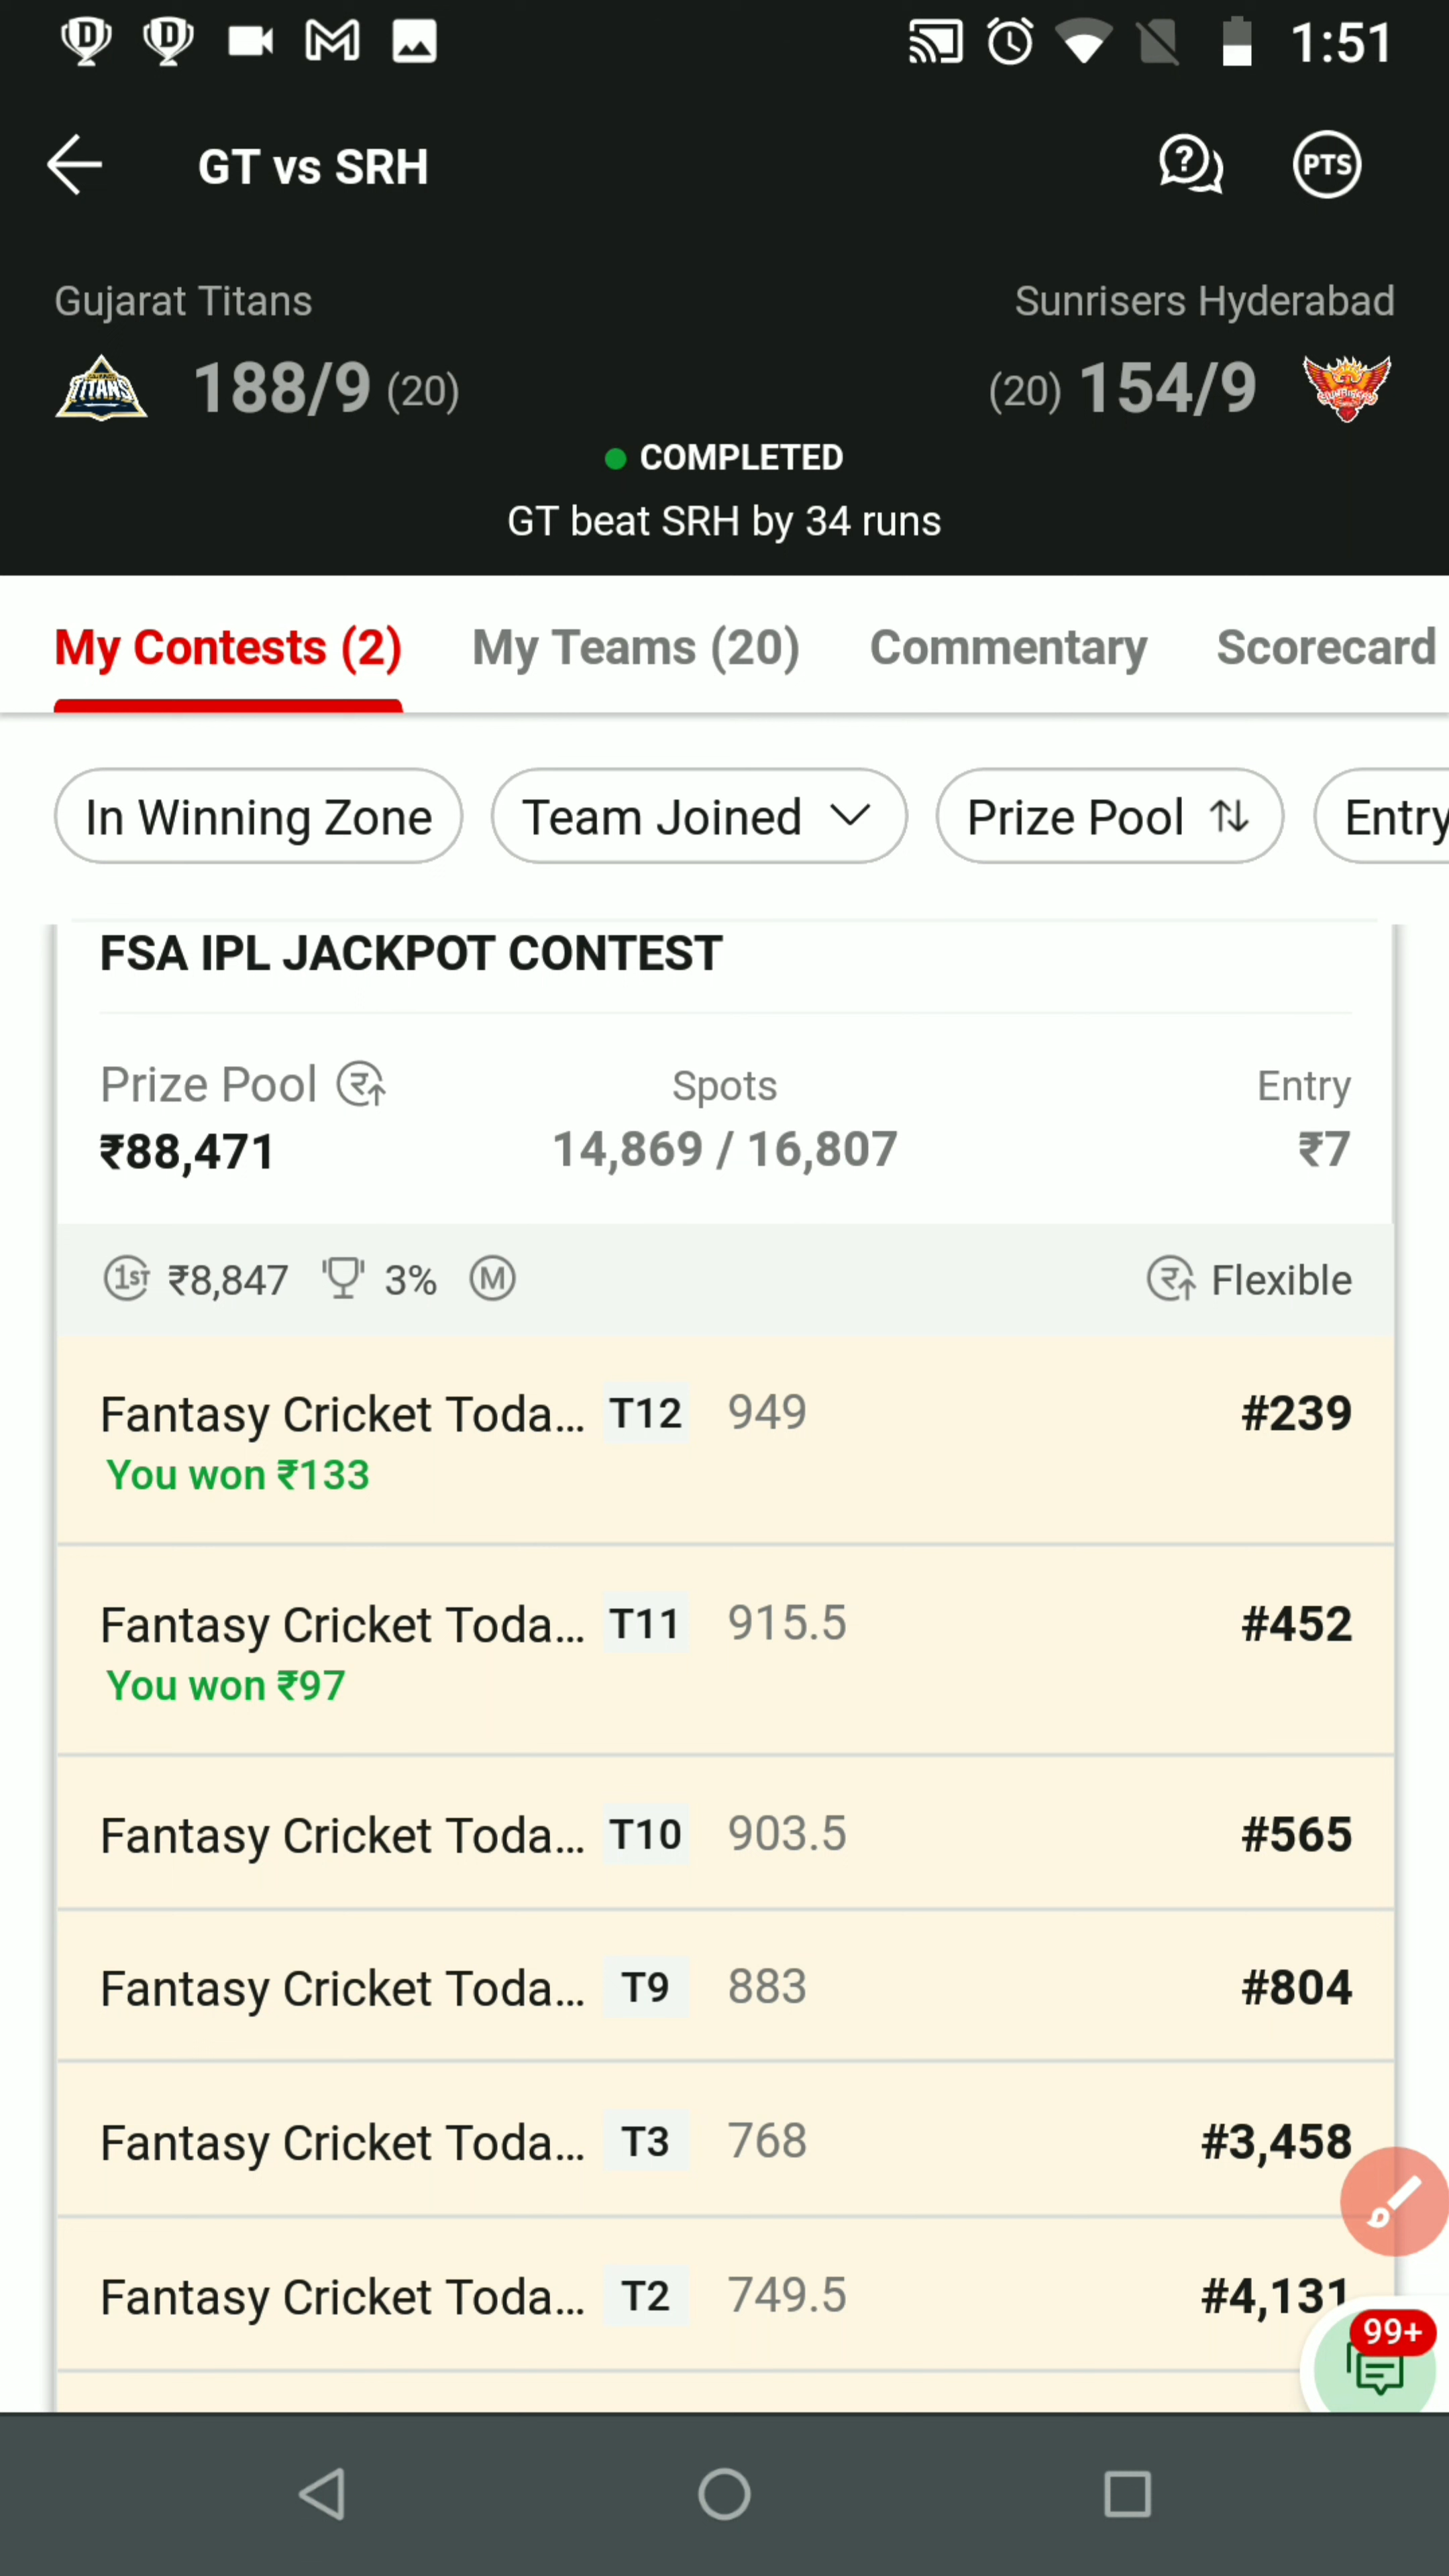 1:51
GT vs SRH
PTS
Gujarat Titans
Sunrisers Hyderabad
TITANS
188/9 (20)
(20) 154/9
COMPLETED
GT beat SRH by 34 runs
My Contests (2)
My Teams (20)
Commentary
Scorecard
In Winning Zone
Team Joined
Prize Pool
Entry
FSA IPL JACKPOT CONTEST
Prize Pool
Spots
Entry
₹88,471
14,869 / 16,807
₹7
1ST ₹8,847 3% M
Flexible
Fantasy Cricket Toda... T12 949 #239
You won ₹133
Fantasy Cricket Toda... T11 915.5 #452
You won ₹97
Fantasy Cricket Toda... T10 903.5 #565
Fantasy Cricket Toda... T9 883 #804
Fantasy Cricket Toda... T3 768 #3,458
Fantasy Cricket Toda... T2 749.5 #4,131
99+